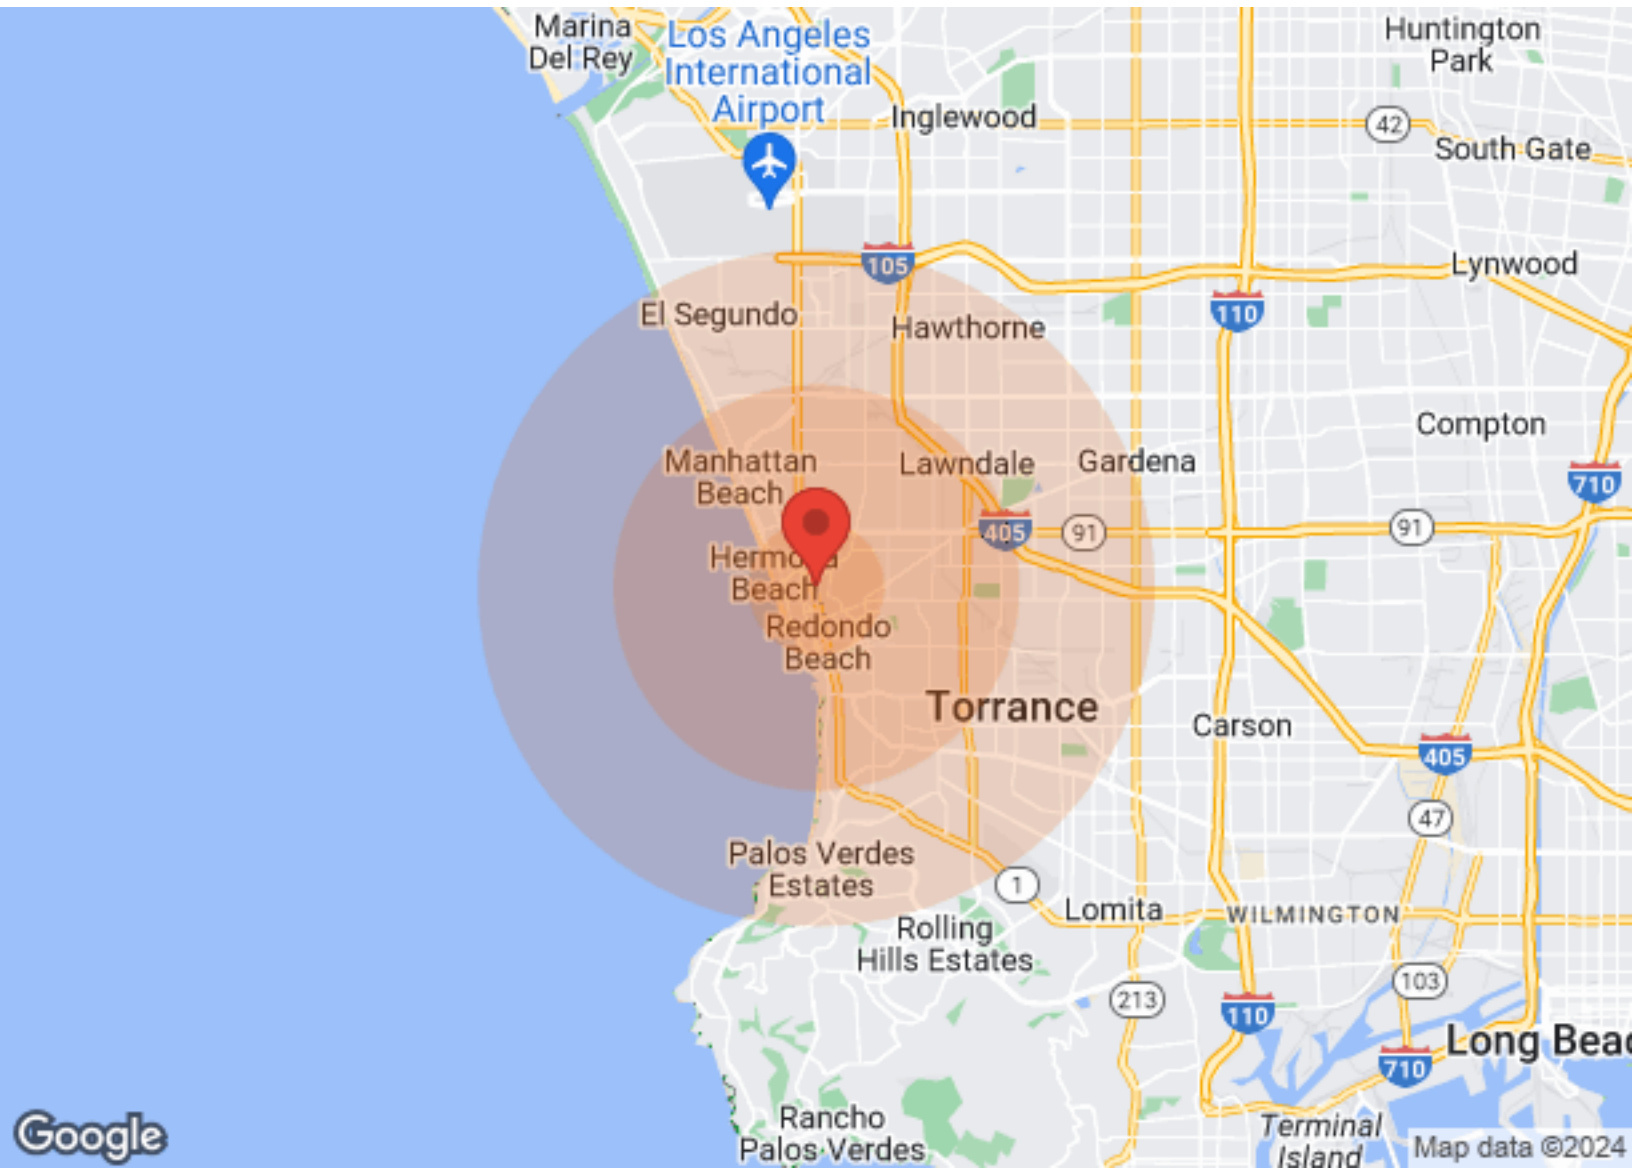 Marina
Del Rey
Los Angeles
International
Airport
Huntington
Park
Inglewood
42
South Gate
105
Lynwood
El Segundo
Hawthorne
110
Compton
Manhattan
Beach
Lawndale
Gardena
710
405
91
91
Hermosa
Beach
Redondo
Beach
Torrance
Carson
405
47
Palos Verdes
Estates
1
Lomita
WILMINGTON
Rolling
Hills Estates
103
213
110
Long Beac
710
Rancho
Palos Verdes
Terminal
Island
Google
Map data ©2024